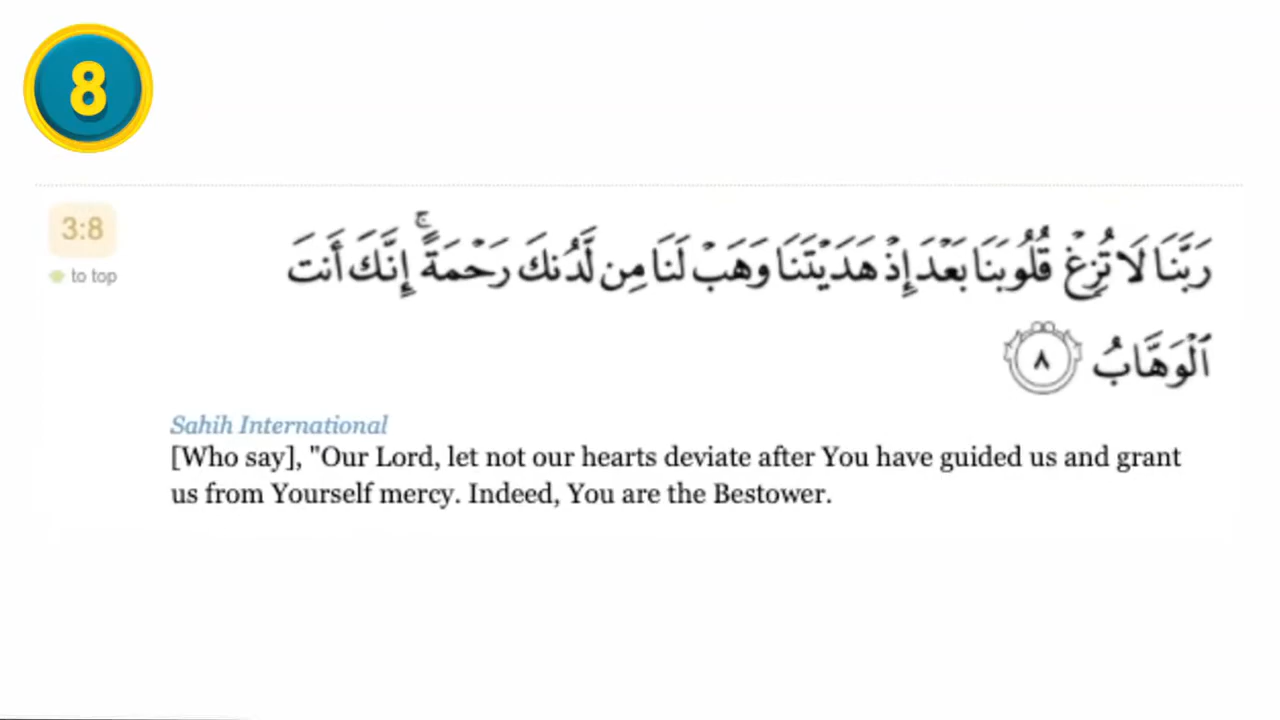 8
3:8
to top
رَبَّنَا لَا تُزِغْ قُلُوبَنَا بَعْدَ إِذْ هَدَيْتَنَا وَهَبْ لَنَا مِن لَّدُنكَ رَحْمَةً ۚ إِنَّكَ أَنتَ
ٱلْوَهَّابُ ٨
Sahih International
[Who say], "Our Lord, let not our hearts deviate after You have guided us and grant
us from Yourself mercy. Indeed, You are the Bestower.